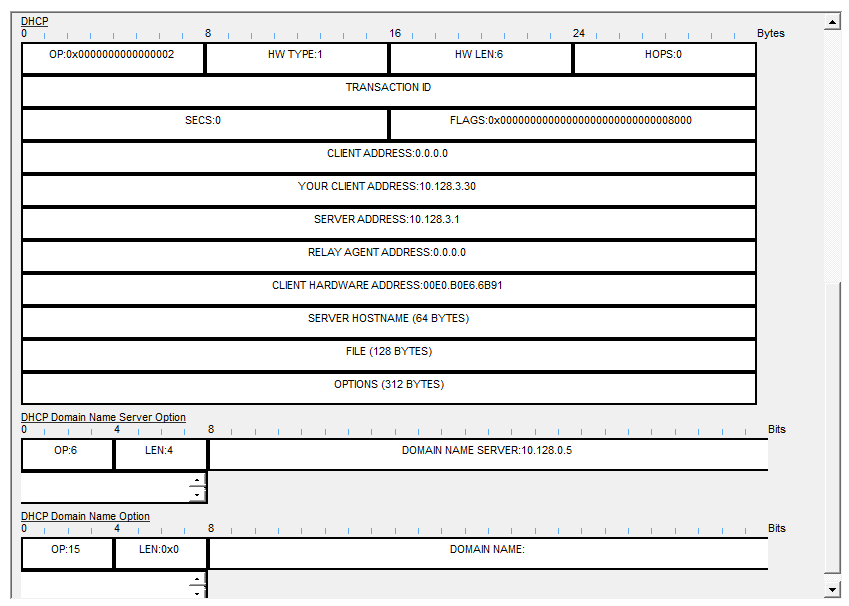 DHCP
0 8 16 24 Bytes
OP:0x0000000000000002 HW TYPE:1 HW LEN:6 HOPS:0
TRANSACTION ID
SECS:0 FLAGS:0x00000000000000000000000000008000
CLIENT ADDRESS:0.0.0.0
YOUR CLIENT ADDRESS:10.128.3.30
SERVER ADDRESS:10.128.3.1
RELAY AGENT ADDRESS:0.0.0.0
CLIENT HARDWARE ADDRESS:00E0.B0E6.6B91
SERVER HOSTNAME (64 BYTES)
FILE (128 BYTES)
OPTIONS (312 BYTES)
DHCP Domain Name Server Option
0 4 8 Bits
OP:6 LEN:4 DOMAIN NAME SERVER:10.128.0.5
DHCP Domain Name Option
0 4 8 Bits
OP:15 LEN:0x0 DOMAIN NAME: